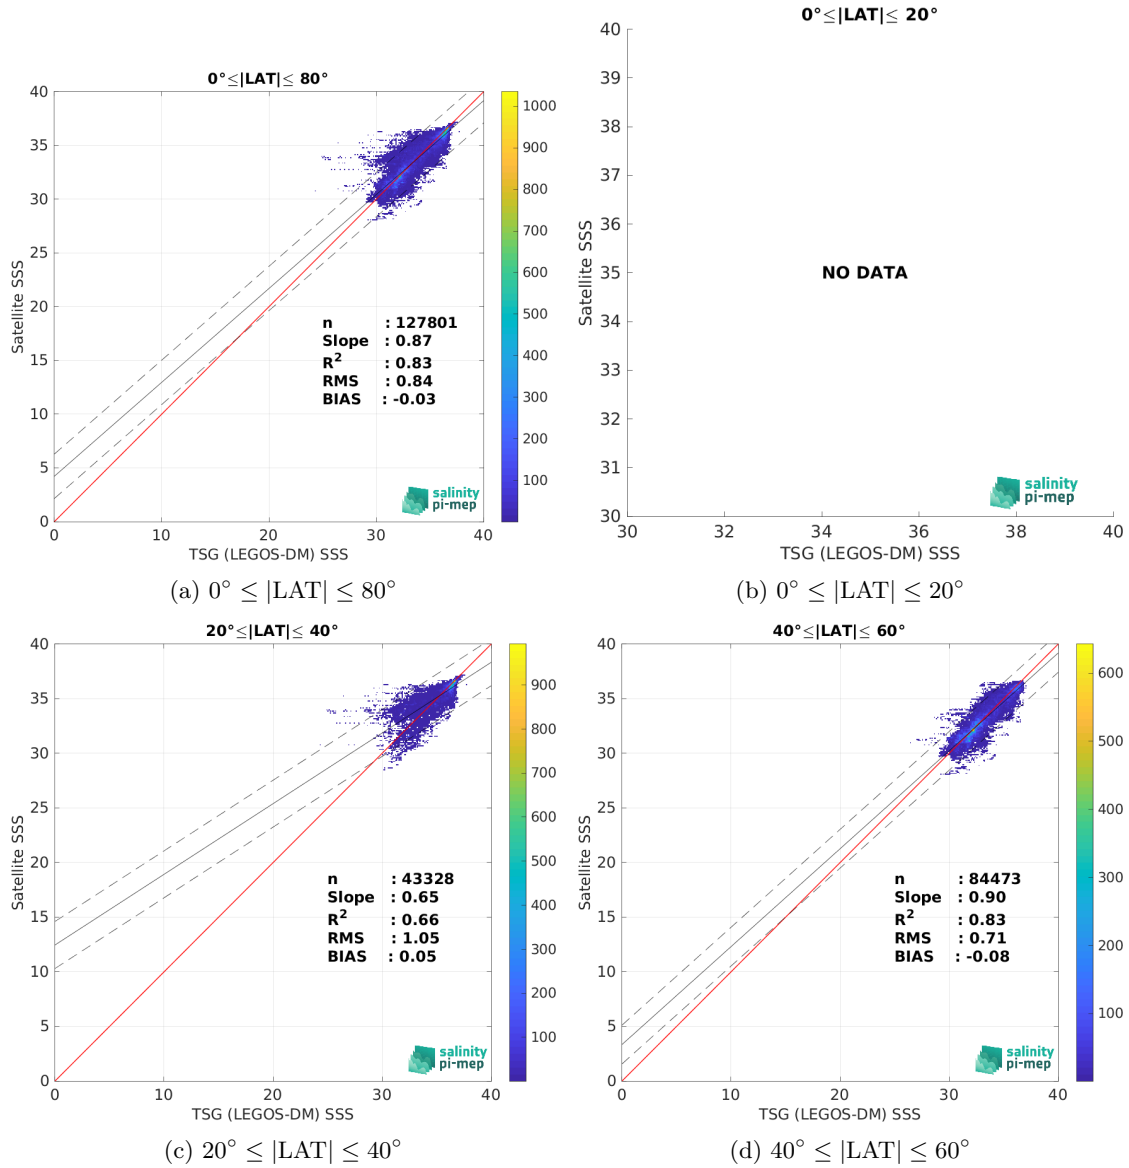 0°≤|LAT|≤ 80°
40
35
30
25
20
15
10
5
0
0
10
20
30
40
1000
900
800
700
600
500
400
300
200
100
Satellite SSS
TSG (LEGOS-DM) SSS
n : 127801
Slope : 0.87
R² : 0.83
RMS : 0.84
BIAS : -0.03
salinity
pi-mep
(a) 0° ≤ |LAT| ≤ 80°
0°≤|LAT|≤ 20°
40
39
38
37
36
35
34
33
32
31
30
30
32
34
36
38
40
Satellite SSS
NO DATA
TSG (LEGOS-DM) SSS
salinity
pi-mep
(b) 0° ≤ |LAT| ≤ 20°
20°≤|LAT|≤ 40°
40
35
30
25
20
15
10
5
0
0
10
20
30
40
900
800
700
600
500
400
300
200
100
Satellite SSS
TSG (LEGOS-DM) SSS
n : 43328
Slope : 0.65
R² : 0.66
RMS : 1.05
BIAS : 0.05
salinity
pi-mep
(c) 20° ≤ |LAT| ≤ 40°
40°≤|LAT|≤ 60°
40
35
30
25
20
15
10
5
0
0
10
20
30
40
600
500
400
300
200
100
Satellite SSS
TSG (LEGOS-DM) SSS
n : 84473
Slope : 0.90
R² : 0.83
RMS : 0.71
BIAS : -0.08
salinity
pi-mep
(d) 40° ≤ |LAT| ≤ 60°